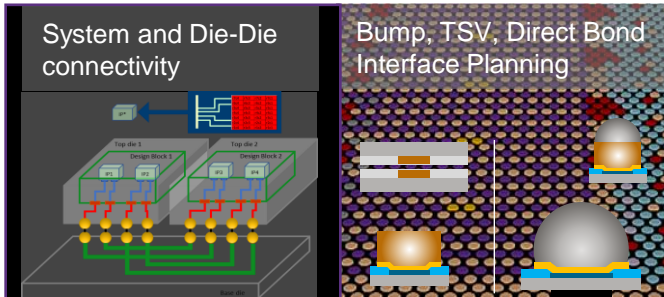 System and Die-Die
connectivity
Bump, TSV, Direct Bond
Interface Planning
Top die 1
Top die 2
Design Block 1
Design Block 2
IP1
IP2
IP3
IP4
Base die